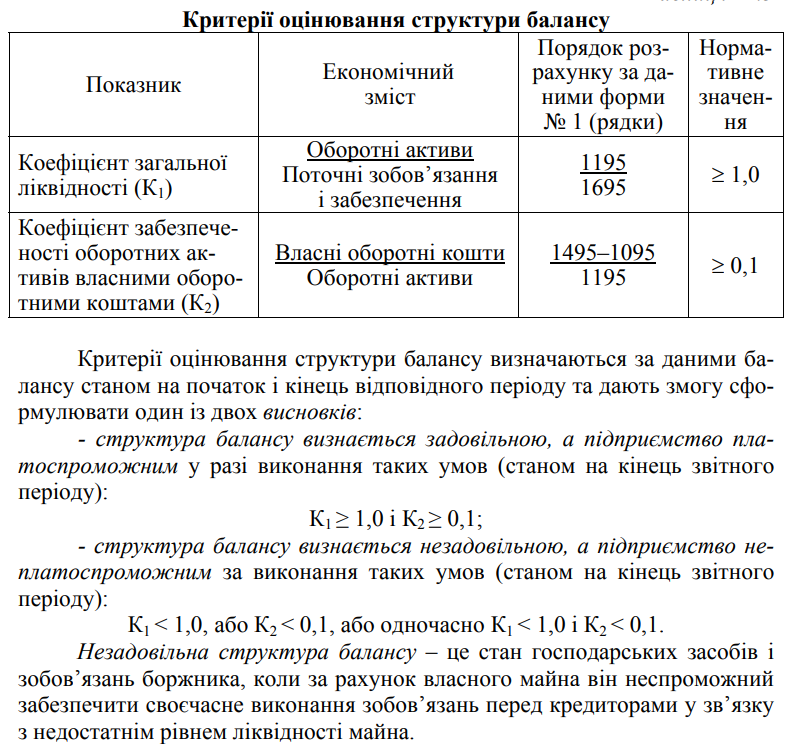 Критерії оцінювання структури балансу
Показник
Економічний
зміст
Порядок роз-
рахунку за да-
ними форми
№ 1 (рядки)
Норма-
тивне
значен-
ня
Коефіцієнт загальної
ліквідності (К1)
Оборотні активи
Поточні зобов’язання
і забезпечення
1195
1695
≥ 1,0
Коефіцієнт забезпече-
ності оборотних ак-
тивів власними оборо-
тними коштами (К2)
Власні оборотні кошти
Оборотні активи
1495–1095
1195
≥ 0,1
Критерії оцінювання структури балансу визначаються за даними ба-
лансу станом на початок і кінець відповідного періоду та дають змогу сфо-
рмулювати один із двох висновків:
- структура балансу визнається задовільною, а підприємство пла-
тоспроможним у разі виконання таких умов (станом на кінець звітного
періоду):
К1 ≥ 1,0 і К2 ≥ 0,1;
- структура балансу визнається незадовільною, а підприємство не-
платоспроможним за виконання таких умов (станом на кінець звітного
періоду):
К1 < 1,0, або К2 < 0,1, або одночасно К1 < 1,0 і К2 < 0,1.
Незадовільна структура балансу – це стан господарських засобів і
зобов’язань боржника, коли за рахунок власного майна він неспроможний
забезпечити своєчасне виконання зобов’язань перед кредиторами у зв’язку
з недостатнім рівнем ліквідності майна.